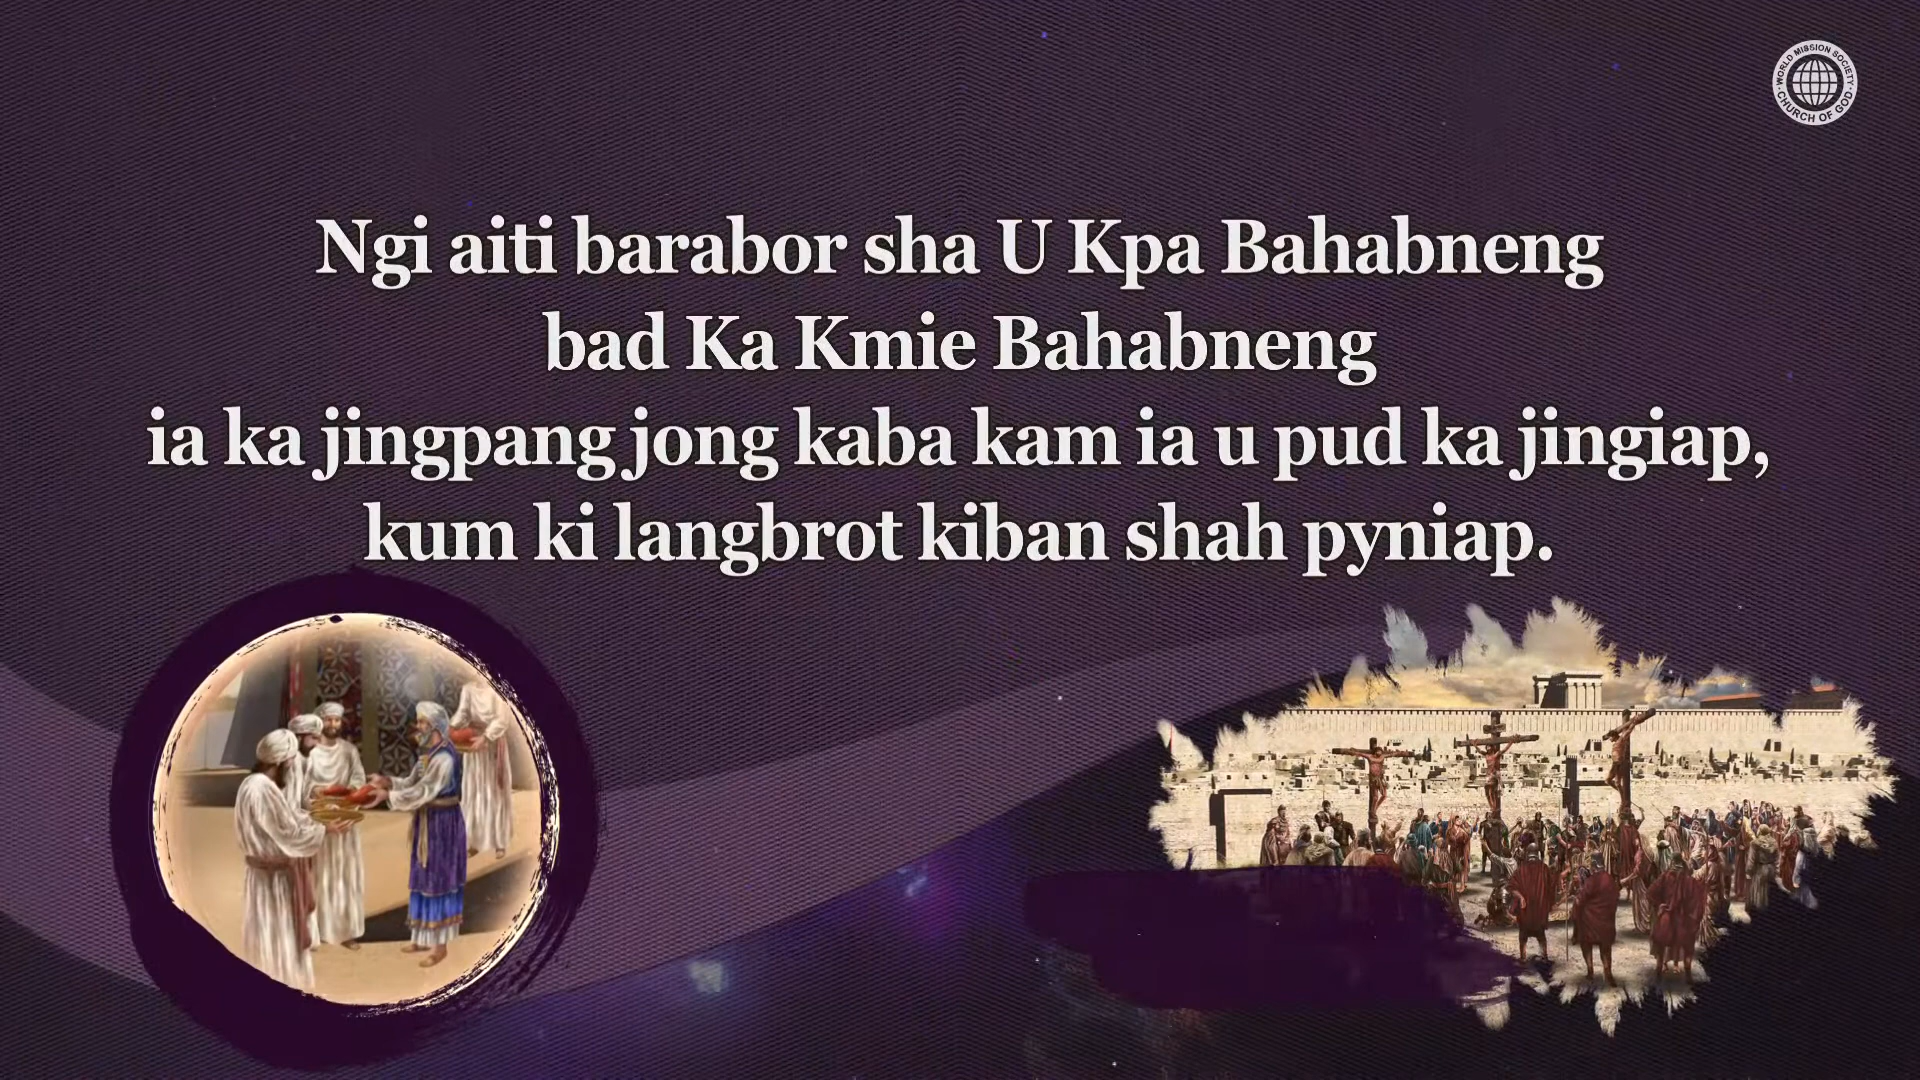 WORLD MISSION SOCIETY
CHURCH OF GOD
Ngi aiti barabor sha U Kpa Bahabneng
bad Ka Kmie Bahabneng
ia ka jingpang jong kaba kam ia u pud ka jingiap,
kum ki langbrot kiban shah pyniap.